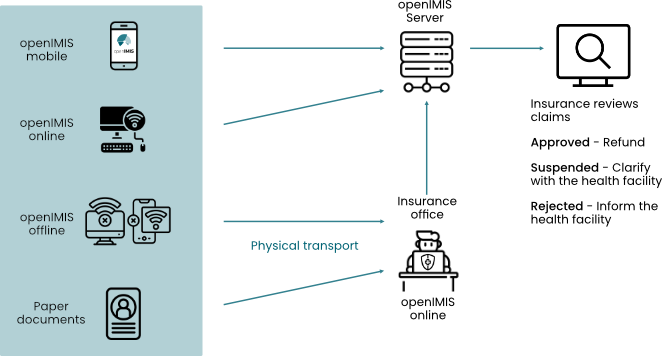 openIMIS
mobile
openIMIS
openIMIS
online
openIMIS
offline
Paper
documents
Physical transport
openIMIS
Server
Insurance
office
openIMIS
online
Insurance reviews
claims
Approved - Refund
Suspended - Clarify
with the health facility
Rejected - Inform the
health facility